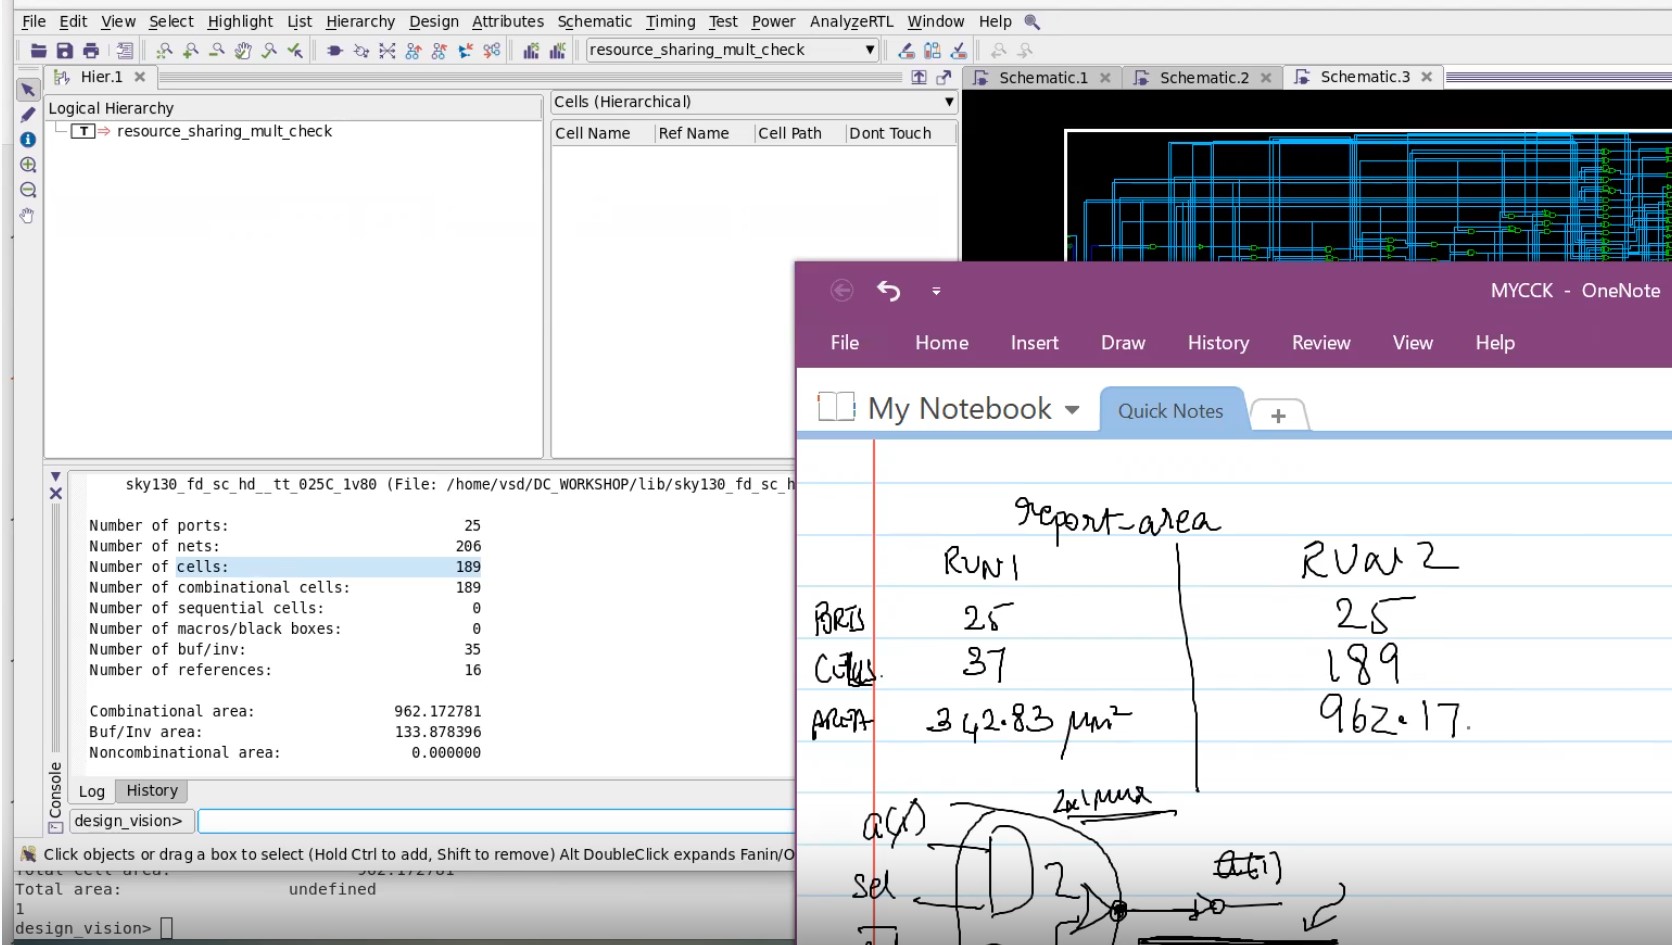 File Edit View Select Highlight List Hierarchy Design Attributes Schematic Timing Test Power AnalyzeRTL Window Help
resource_sharing_mult_check
Hier.1
Schematic.1 Schematic.2 Schematic.3
Logical Hierarchy
T resource_sharing_mult_check
Cells (Hierarchical)
Cell Name Ref Name Cell Path Dont Touch
sky130_fd_sc_hd__tt_025C_1v80 (File: /home/vsd/DC_WORKSHOP/lib/sky130_fd_sc_h
Number of ports: 25
Number of nets: 206
Number of cells: 189
Number of combinational cells: 189
Number of sequential cells: 0
Number of macros/black boxes: 0
Number of buf/inv: 35
Number of references: 16
Combinational area: 962.172781
Buf/Inv area: 133.878396
Noncombinational area: 0.000000
Console
Log History
design_vision>
Click objects or drag a box to select (Hold Ctrl to add, Shift to remove) Alt DoubleClick expands Fanin/O
Total cell area: 962.172781
Total area: undefined
1
design_vision>
MYCCK - OneNote
File Home Insert Draw History Review View Help
My Notebook Quick Notes +
report-area
RUN1 RUN 2
PORTS 25 25
CELLS. 37 189
AREA 342.83 μm² 962.17.
2x1 mux
a(1)
sel
2